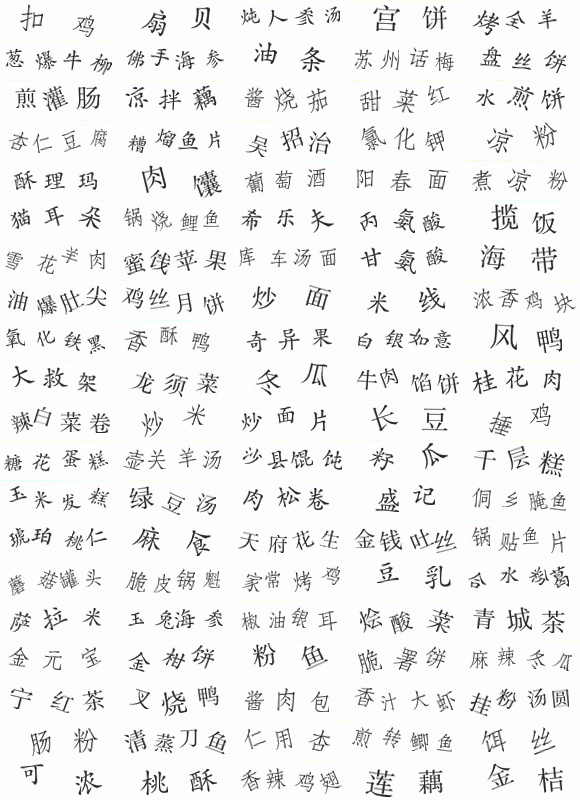 扣鸡 扇贝 炖人参汤 宫饼 烤全羊
葱爆牛柳 佛手海参 油条 苏州话梅 盘丝饼
煎灌肠 凉拌藕 酱烧茄 甜菜红 水煎饼
杏仁豆腐 糟熘鱼片 吴招治 氯化钾 凉粉
酥理玛 肉馕 葡萄酒 阳春面 煮凉粉
猫耳朵 锅烧鲤鱼 希乐夫 丙氨酸 揽饭
雪花羊肉 蜜饯苹果 库车汤面 甘氨酸 海带
油爆肚尖 鸡丝月饼 炒面 米线 浓香鸡块
氧化铁黑 香酥鸭 奇异果 白银如意 风鸭
大救架 龙须菜 冬瓜 牛肉馅饼 桂花肉
辣白菜卷 炒米 炒面片 长豆 捶鸡
糖花蛋糕 壶关羊汤 沙县馄饨 籽瓜 千层糕
玉米发糕 绿豆汤 肉松卷 盛记 侗乡腌鱼
琥珀桃仁 麻食 天府花生 金钱吐丝 锅贴鱼片
蘑菇罐头 脆皮锅魁 家常烤鸡 豆乳 合水粉葛
菠拉米 玉兔海参 椒油银耳 烩酸菜 青城茶
金元宝 金柑饼 粉鱼 脆薯饼 麻辣冬瓜
宁红茶 叉烧鸭 酱肉包 香汁大虾 挂粉汤圆
肠粉 清蒸刀鱼 仁用杏 煎转鲫鱼 饵丝
可浓 桃酥 香辣鸡翅 莲藕 金桔